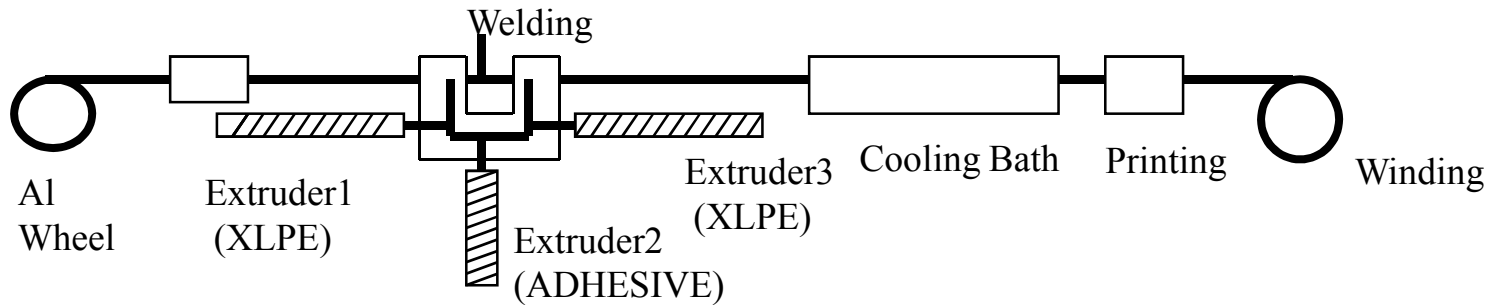 Welding
Al
Wheel
Extruder1
(XLPE)
Extruder2
(ADHESIVE)
Extruder3
(XLPE)
Cooling Bath
Printing
Winding